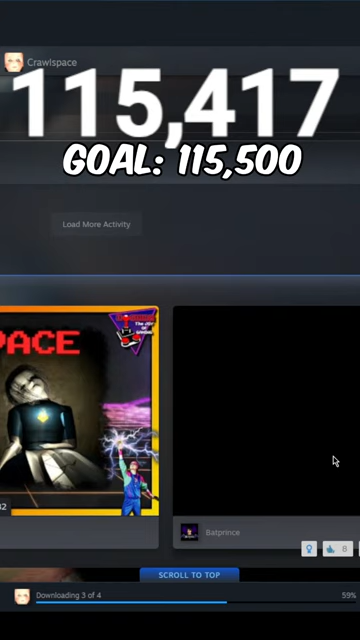 Crawlspace
115,417
GOAL: 115,500
Load More Activity
PACE
Batprince
8
SCROLL TO TOP
Downloading 3 of 4
59%